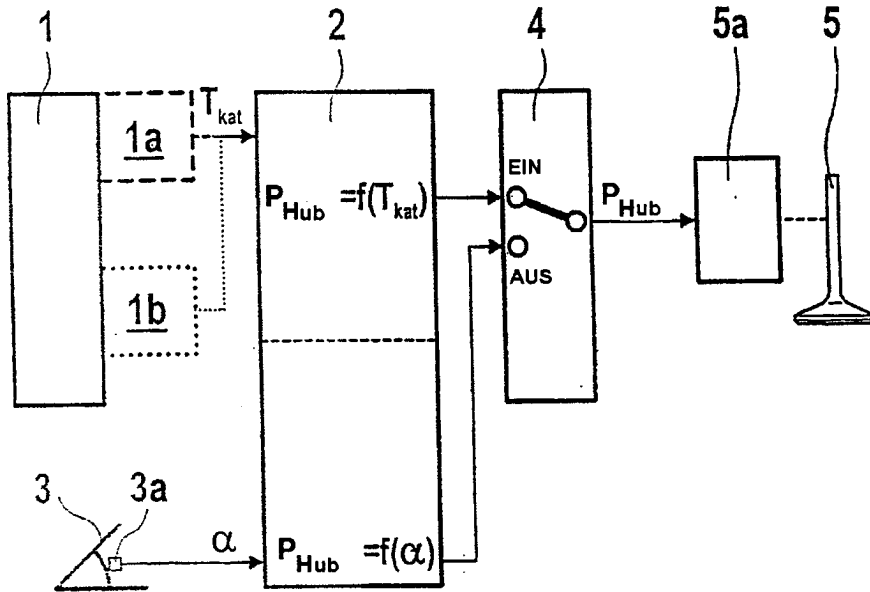 1
2
4
5a
5
1a
T_kat
EIN
P_Hub =f(T_kat)
P_Hub
AUS
1b
3
3a
α
P_Hub =f(α)